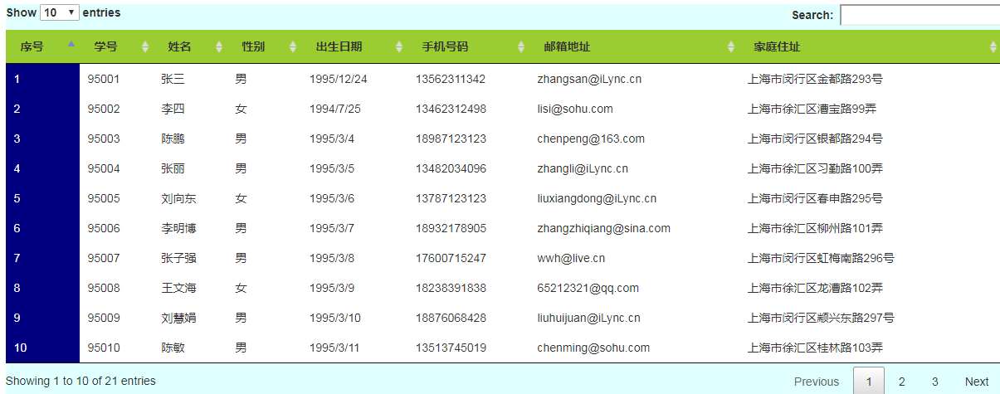 Show 10 entries Search:
序号 学号 姓名 性别 出生日期 手机号码 邮箱地址 家庭住址
1 95001 张三 男 1995/12/24 13562311342 zhangsan@iLync.cn 上海市闵行区金都路293号
2 95002 李四 女 1994/7/25 13462312498 lisi@sohu.com 上海市徐汇区漕宝路99弄
3 95003 陈鹏 男 1995/3/4 18987123123 chenpeng@163.com 上海市闵行区银都路294号
4 95004 张丽 男 1995/3/5 13482034096 zhangli@iLync.cn 上海市徐汇区习勤路100弄
5 95005 刘向东 女 1995/3/6 13787123123 liuxiangdong@iLync.cn 上海市闵行区春申路295号
6 95006 李明博 男 1995/3/7 18932178905 zhangzhiqiang@sina.com 上海市徐汇区柳州路101弄
7 95007 张子强 男 1995/3/8 17600715247 wwh@live.cn 上海市闵行区虹梅南路296号
8 95008 王文海 女 1995/3/9 18238391838 65212321@qq.com 上海市徐汇区龙漕路102弄
9 95009 刘慧娟 男 1995/3/10 18876068428 liuhuijuan@iLync.cn 上海市闵行区颛兴东路297号
10 95010 陈敏 男 1995/3/11 13513745019 chenming@sohu.com 上海市徐汇区桂林路103弄
Showing 1 to 10 of 21 entries Previous 1 2 3 Next